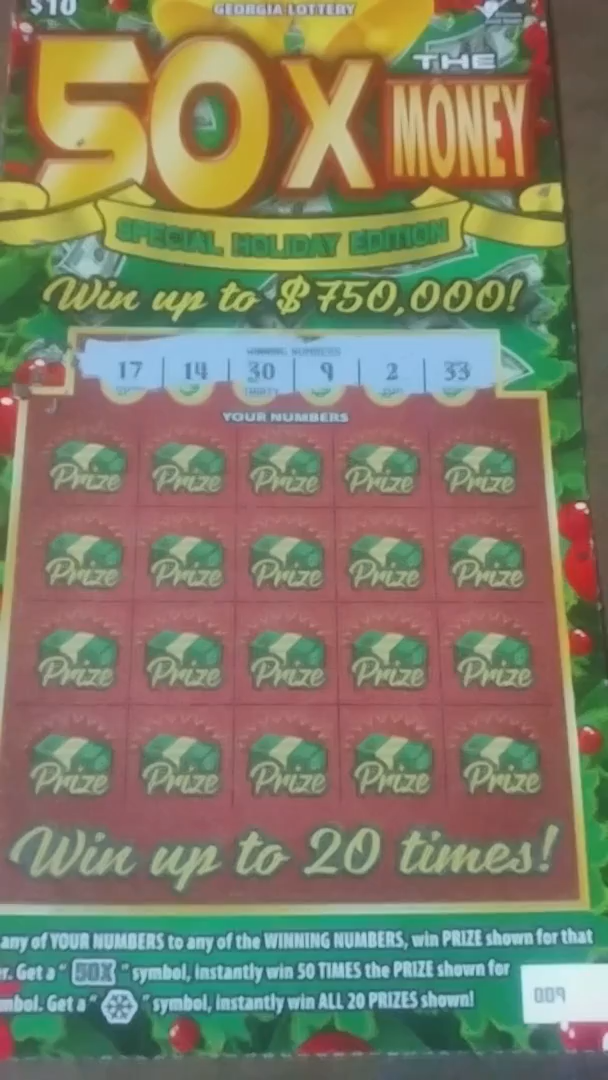 $10
GEORGIA LOTTERY
50X THE MONEY
SPECIAL HOLIDAY EDITION
Win up to $750,000!
WINNING NUMBERS
17 14 30 9 2 33
THIRTY
YOUR NUMBERS
Prize Prize Prize Prize Prize
Prize Prize Prize Prize Prize
Prize Prize Prize Prize Prize
Prize Prize Prize Prize Prize
Win up to 20 times!
any of YOUR NUMBERS to any of the WINNING NUMBERS, win PRIZE shown for that
r. Get a "50X" symbol, instantly win 50 TIMES the PRIZE shown for
mbol. Get a " " symbol, instantly win ALL 20 PRIZES shown!
009